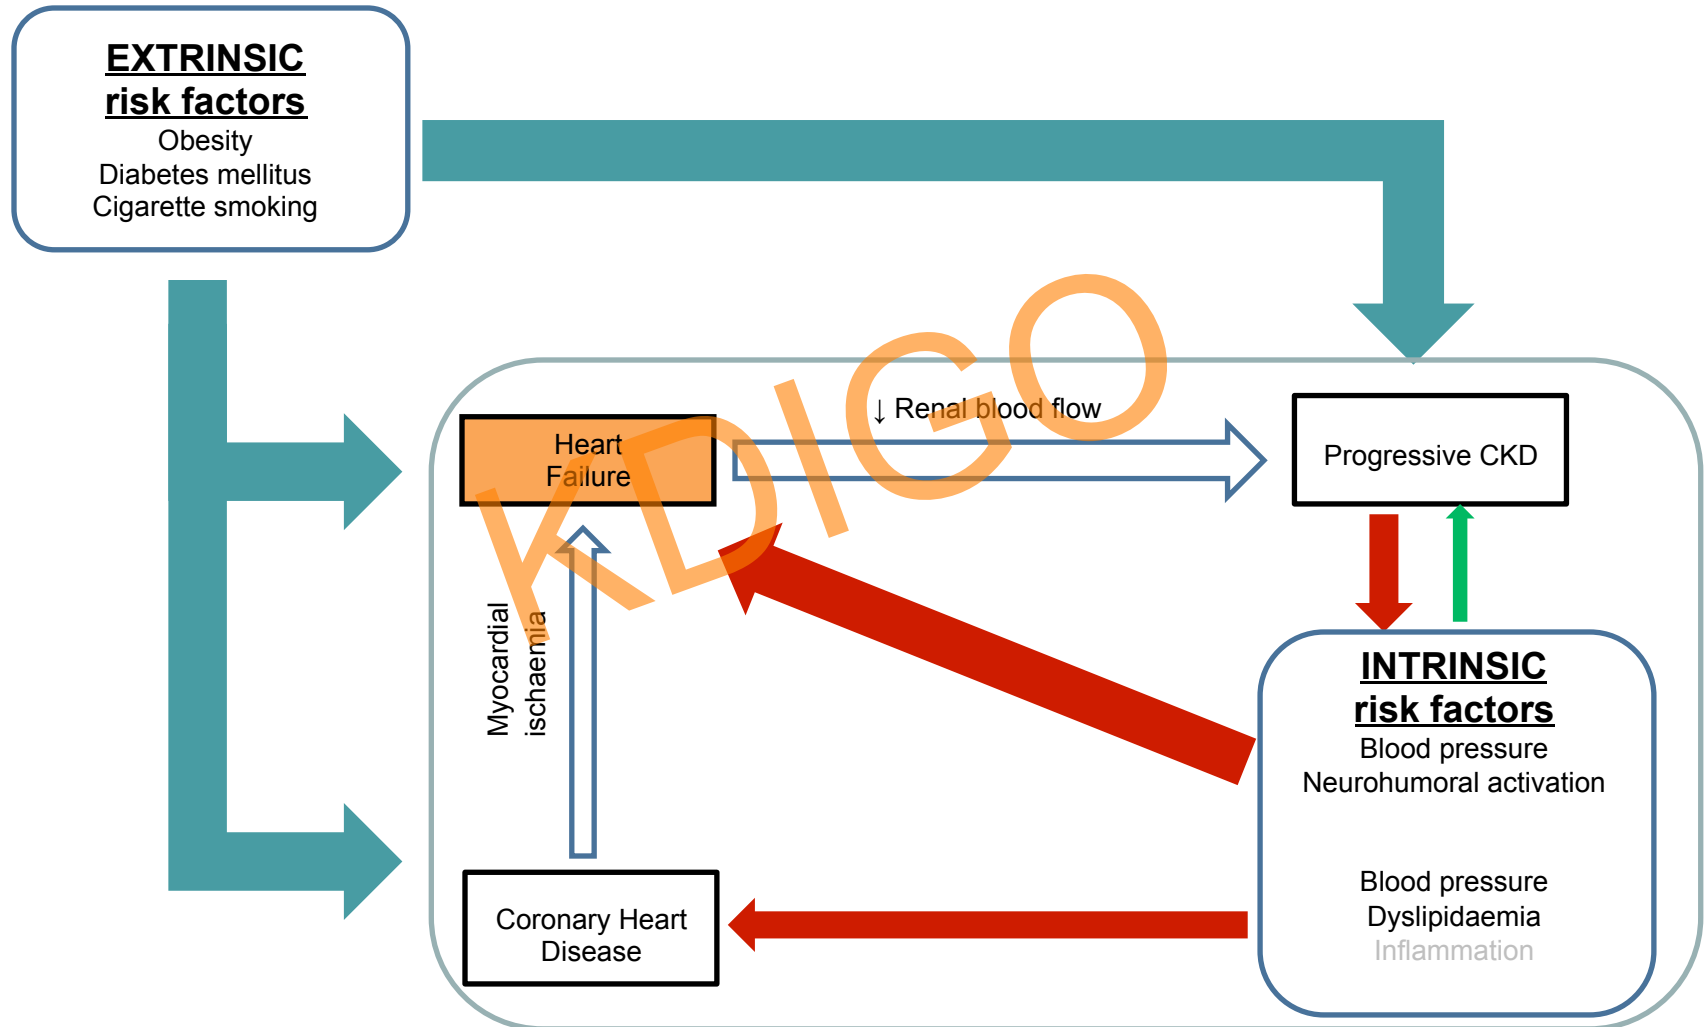 EXTRINSIC
risk factors
Obesity
Diabetes mellitus
Cigarette smoking
↓ Renal blood flow
Heart
Failure
Progressive CKD
KDIGO
Myocardial
ischaemia
INTRINSIC
risk factors
Blood pressure
Neurohumoral activation
Blood pressure
Dyslipidaemia
Inflammation
Coronary Heart
Disease